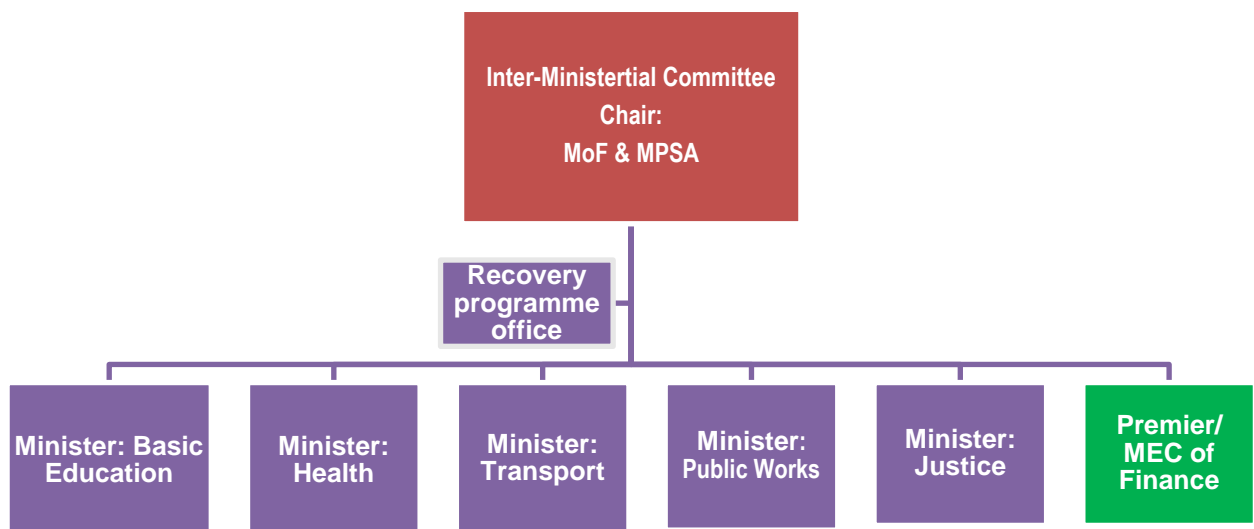 Inter-Ministertial Committee
Chair:
MoF & MPSA
Recovery
programme
office
Minister: Basic
Education
Minister:
Health
Minister:
Transport
Minister:
Public Works
Minister:
Justice
Premier/
MEC of
Finance